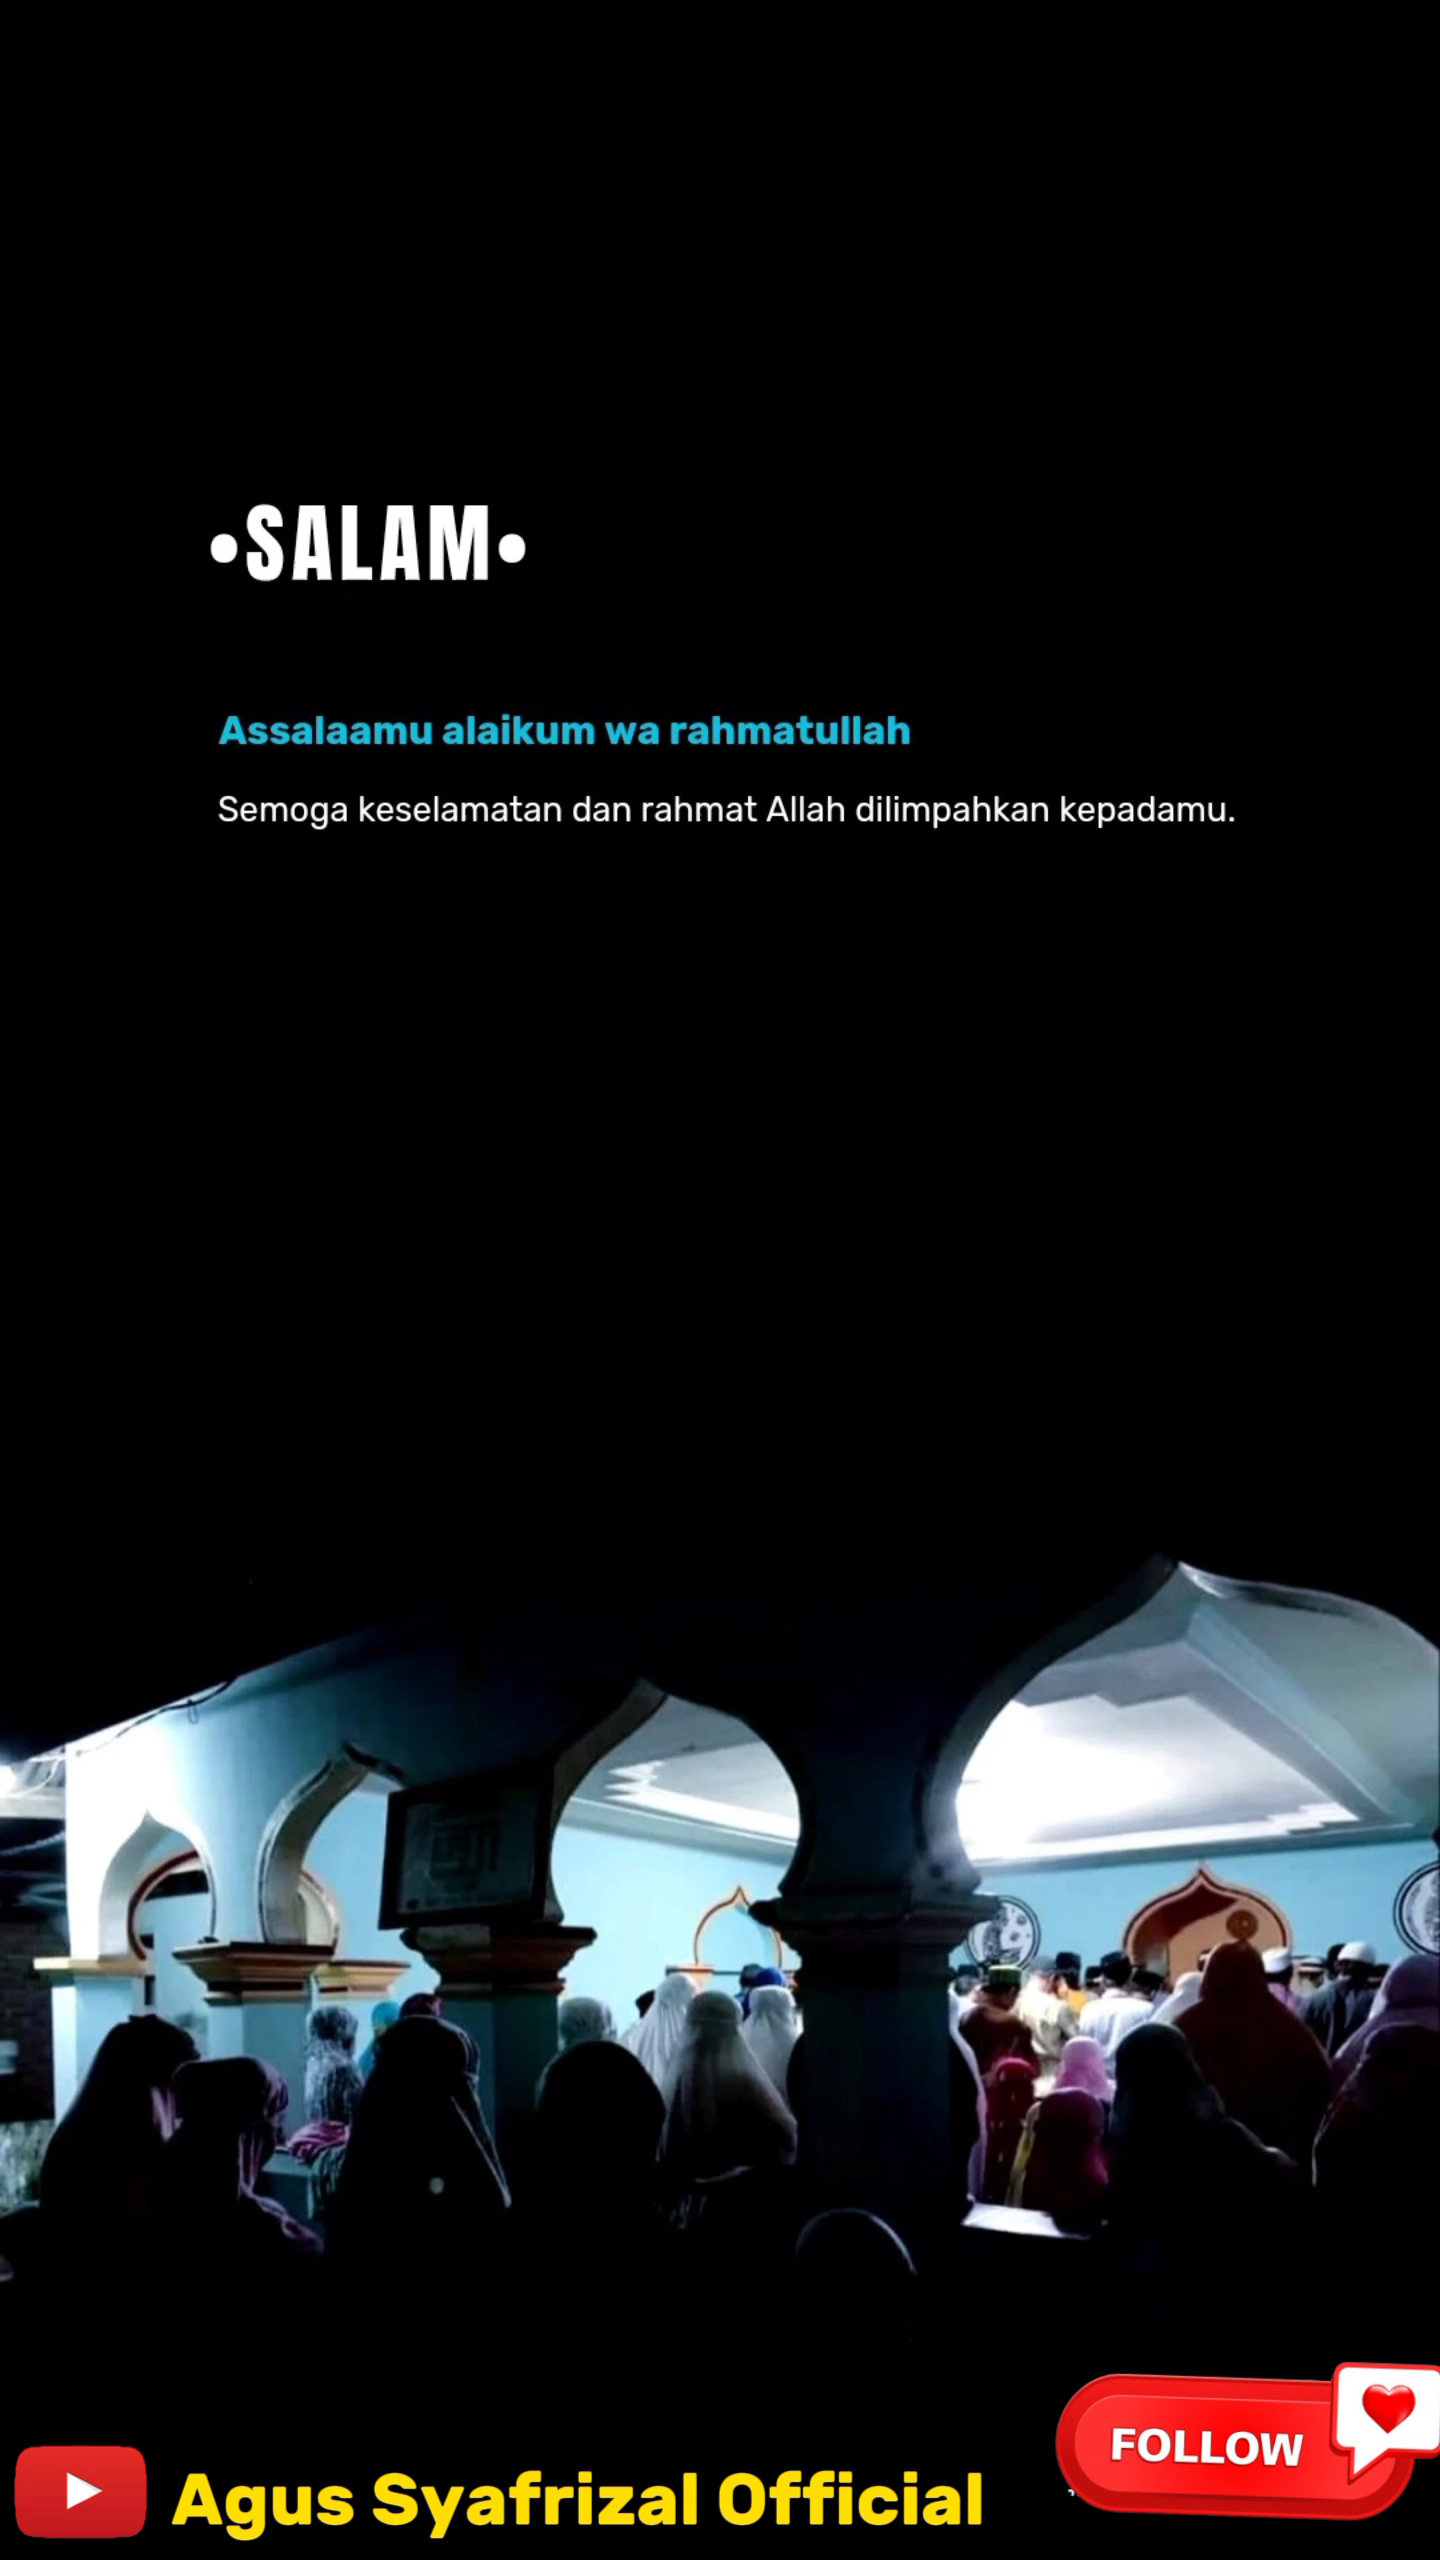 •SALAM•
Assalaamu alaikum wa rahmatullah
Semoga keselamatan dan rahmat Allah dilimpahkan kepadamu.
FOLLOW
Agus Syafrizal Official